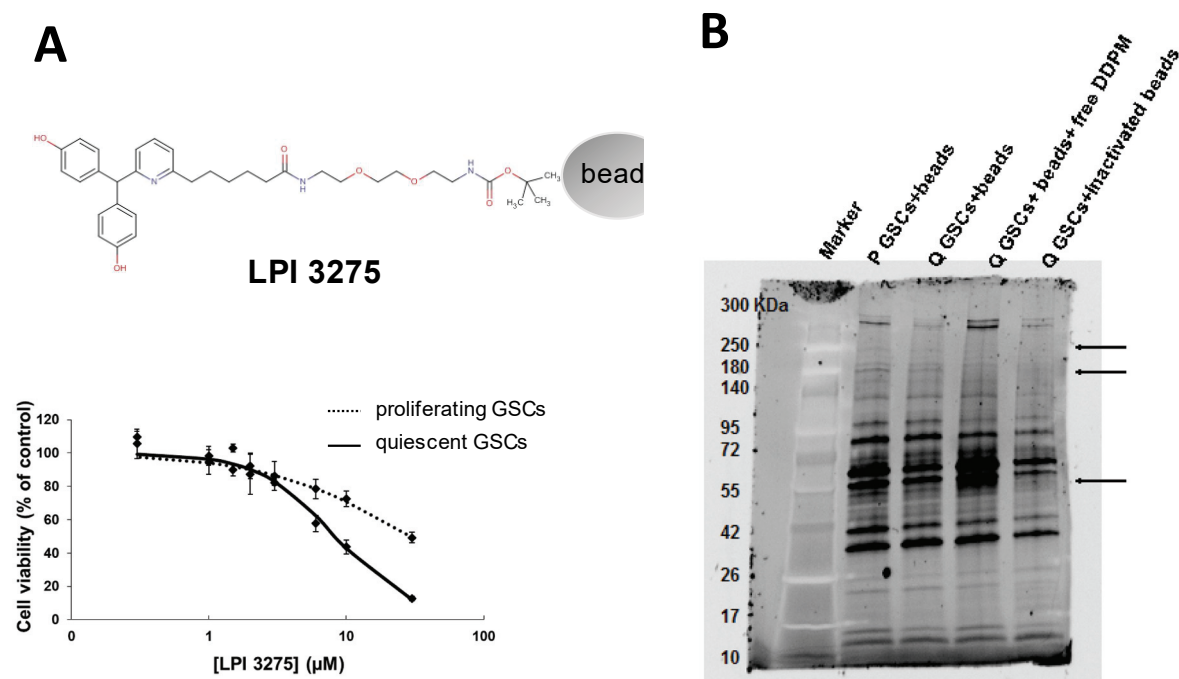 A
HO
N
O
N
H
O
O
H
N
O
O
CH3
H3C
CH3
OH
bead
LPI 3275
proliferating GSCs
quiescent GSCs
Cell viability (% of control)
120
100
80
60
40
20
0
0
1
10
100
[LPI 3275] (µM)
B
Marker
P GSCs+beads
Q GSCs+beads
Q GSCs+ beads+ free DDPM
Q GSCs+inactivated beads
300 KDa
250
180
140
95
72
55
42
26
17
10